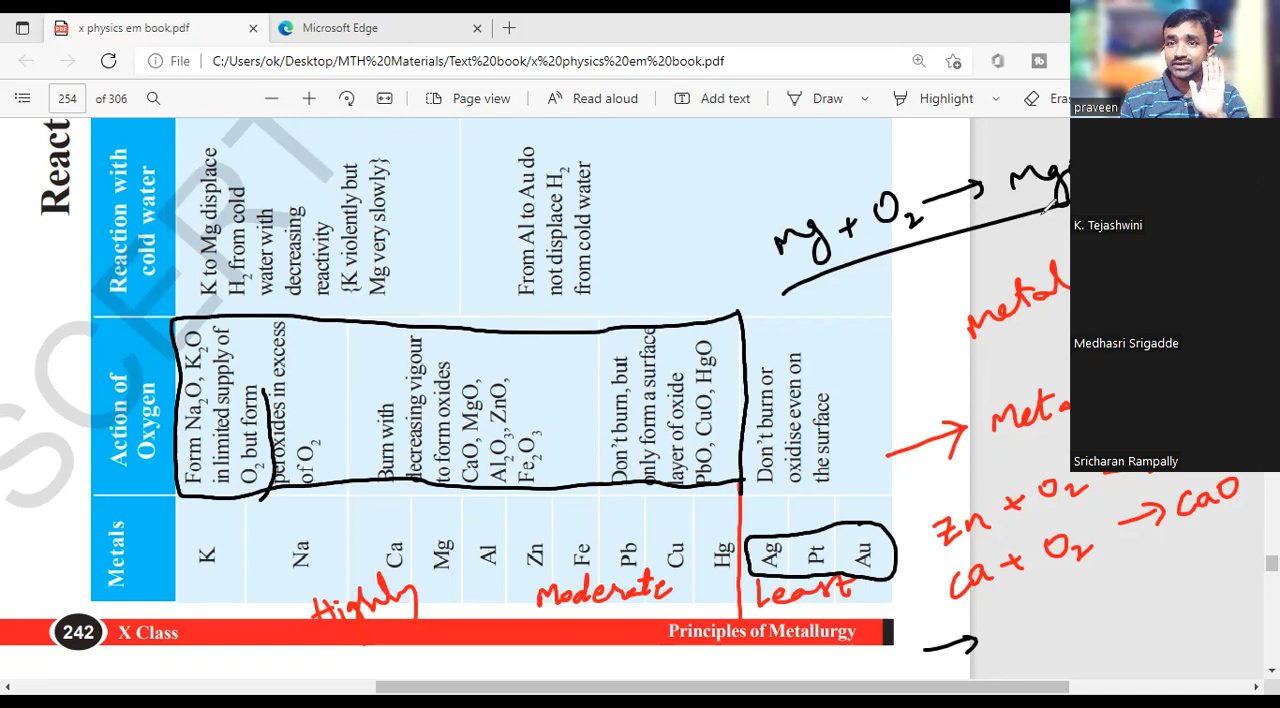 x physics em book.pdf
Microsoft Edge
File
C:/Users/ok/Desktop/MTH%20Materials/Text%20book/x%20physics%20em%20book.pdf
254
of 306
Page view
Read aloud
Add text
Draw
Highlight
Eras
praveen
K. Tejashwini
Medhasri Srigadde
Sricharan Rampally
SCERT
React
Reaction with
cold water
K to Mg displace
H2 from cold
water with
decreasing
reactivity
{K violently but
Mg very slowly}
From Al to Au do
not displace H2
from cold water
Action of
Oxygen
Form Na2O, K2O
in limited supply of
O2 but form
peroxides in excess
of O2
Burn with
decreasing vigour
to form oxides
CaO, MgO,
Al2O3, ZnO,
Fe2O3
Don't burn, but
only form a surface
layer of oxide
PbO, CuO, HgO
Don't burn or
oxidise even on
the surface
Metals
K
Na
Ca
Mg
Al
Zn
Fe
Pb
Cu
Hg
Ag
Pt
Au
Highly
Moderate
Least
Mg + O2 → Mg
Metal
→ Meta
Zn + O2
Ca + O2 → CaO
→
242
X Class
Principles of Metallurgy